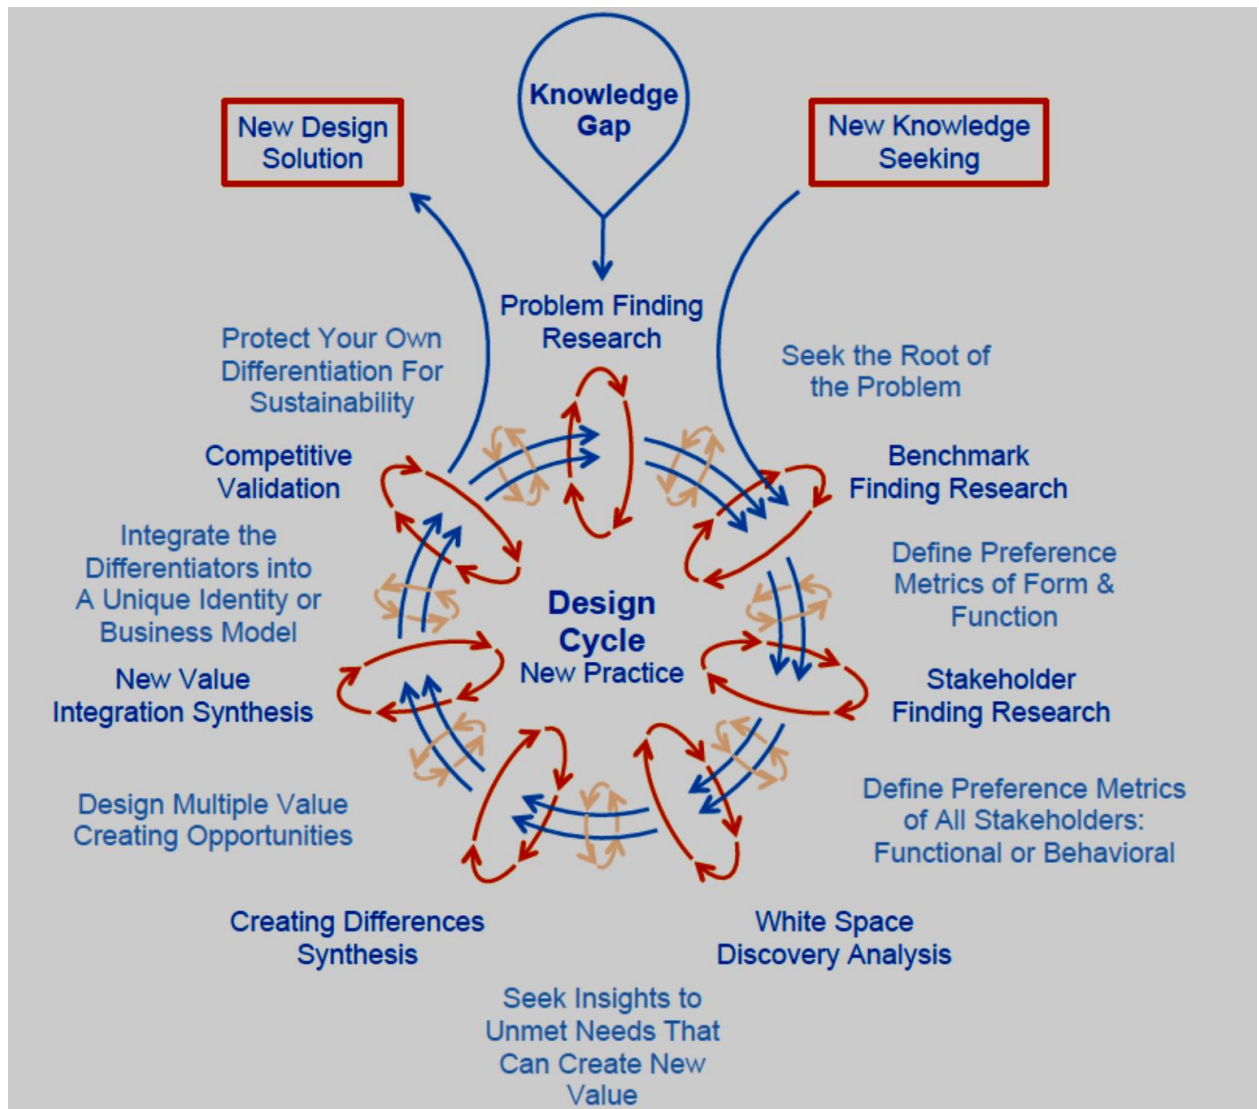 Knowledge
Gap
New Design
Solution
New Knowledge
Seeking
Problem Finding
Research
Protect Your Own
Differentiation For
Sustainability
Seek the Root of
the Problem
Competitive
Validation
Benchmark
Finding Research
Integrate the
Differentiators into
A Unique Identity or
Business Model
Define Preference
Metrics of Form &
Function
Design
Cycle
New Practice
New Value
Integration Synthesis
Stakeholder
Finding Research
Design Multiple Value
Creating Opportunities
Define Preference Metrics
of All Stakeholders:
Functional or Behavioral
Creating Differences
Synthesis
White Space
Discovery Analysis
Seek Insights to
Unmet Needs That
Can Create New
Value